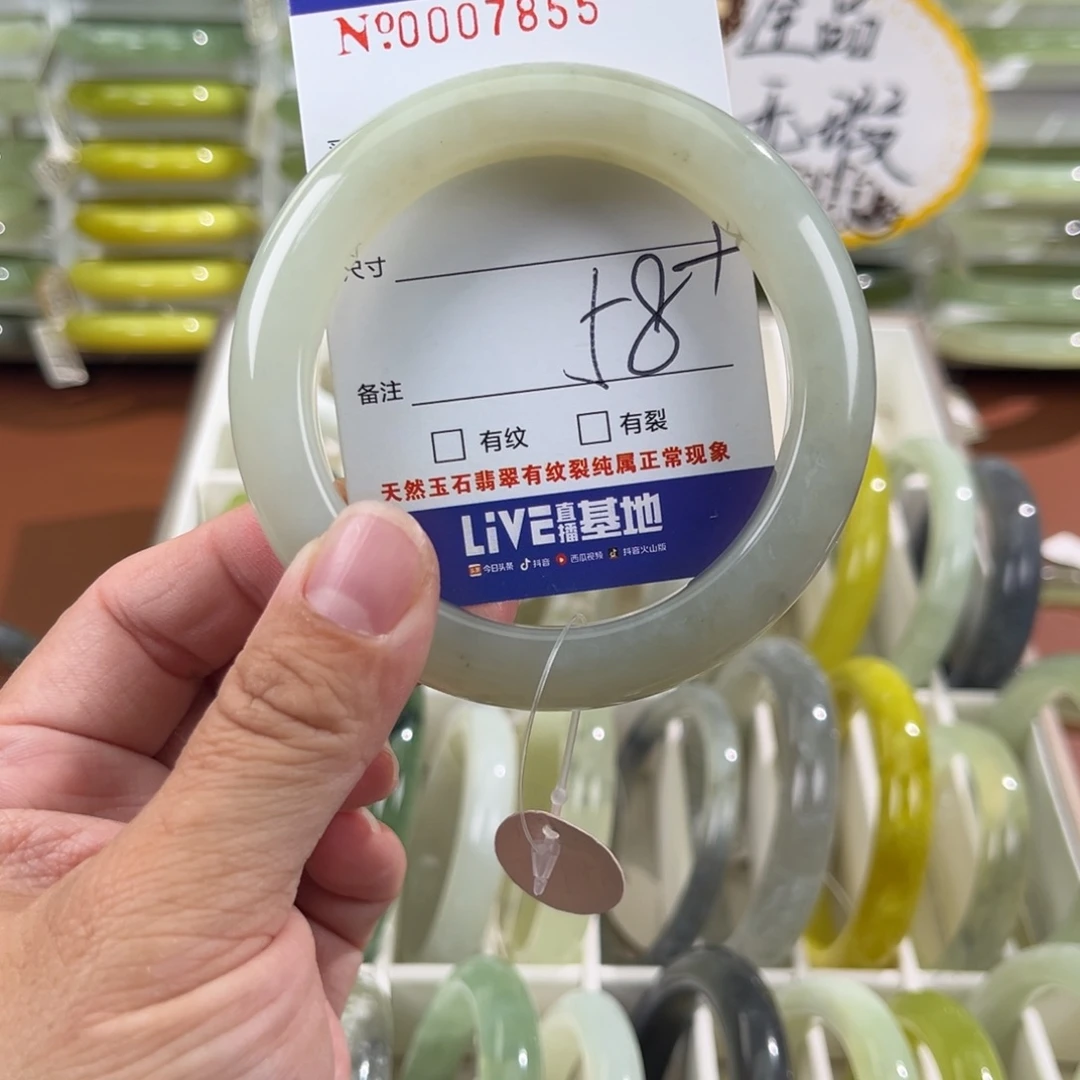 №:0007855
尺寸
58+
备注
有纹 有裂
天然玉石翡翠有纹裂纯属正常现象
LiVE直播基地
今日头条 抖音 西瓜视频 抖音火山版